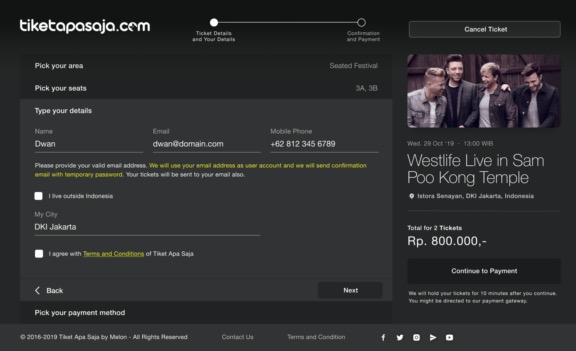 tiketapasaja.com
Ticket Details
and Your Details
Confirmation
and Payment
Cancel Ticket
Pick your area
Seated Festival
Pick your seats
3A, 3B
Type your details
Name
Email
Mobile Phone
Dwan
dwan@domain.com
+62 812 345 6789
Please provide your valid email address. We will use your email address as user account and we will send confirmation
email with temporary password. Your tickets will be sent to your email also.
I live outside Indonesia
My City
DKI Jakarta
I agree with Terms and Conditions of Tiket Apa Saja
Back
Next
Pick your payment method
Wed. 29 Oct '19 · 13:00 WIB
Westlife Live in Sam
Poo Kong Temple
Istora Senayan, DKI Jakarta, Indonesia
Total for 2 Tickets
Rp. 800.000,-
Continue to Payment
We will hold your tickets for 10 minutes after you continue.
You might be directed to our payment gateway.
© 2016-2019 Tiket Apa Saja by Melon - All Rights Reserved
Contact Us
Terms and Condition